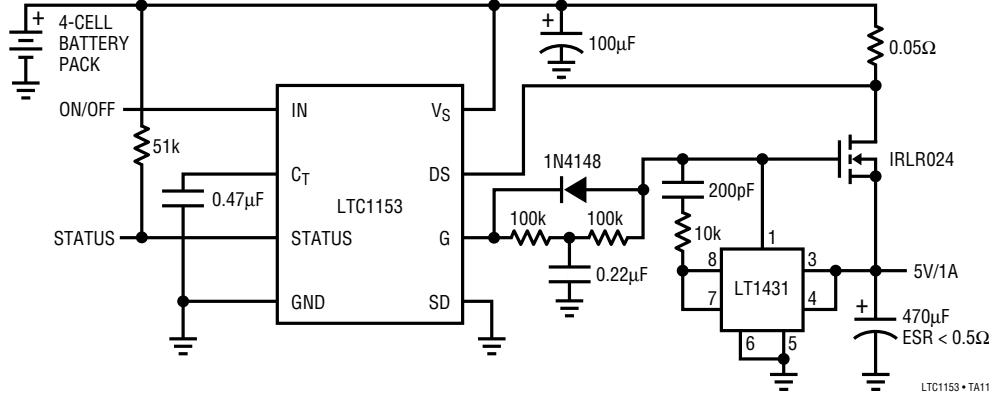 +
4-CELL
BATTERY
PACK
+
100µF
0.05Ω
ON/OFF
IN
VS
51k
CT
DS
1N4148
IRLR024
0.47µF
LTC1153
200pF
100k
100k
STATUS
STATUS
G
10k
1
0.22µF
8
3
5V/1A
LT1431
7
4
GND
SD
+
470µF
ESR < 0.5Ω
6
5
LTC1153 • TA11